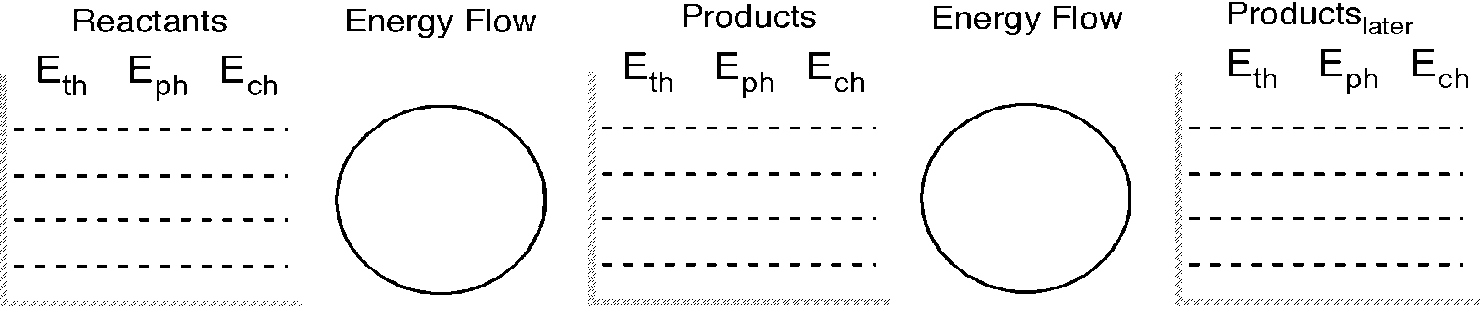 Reactants Energy Flow Products Energy Flow Productslater
Eth Eph Ech Eth Eph Ech Eth Eph Ech